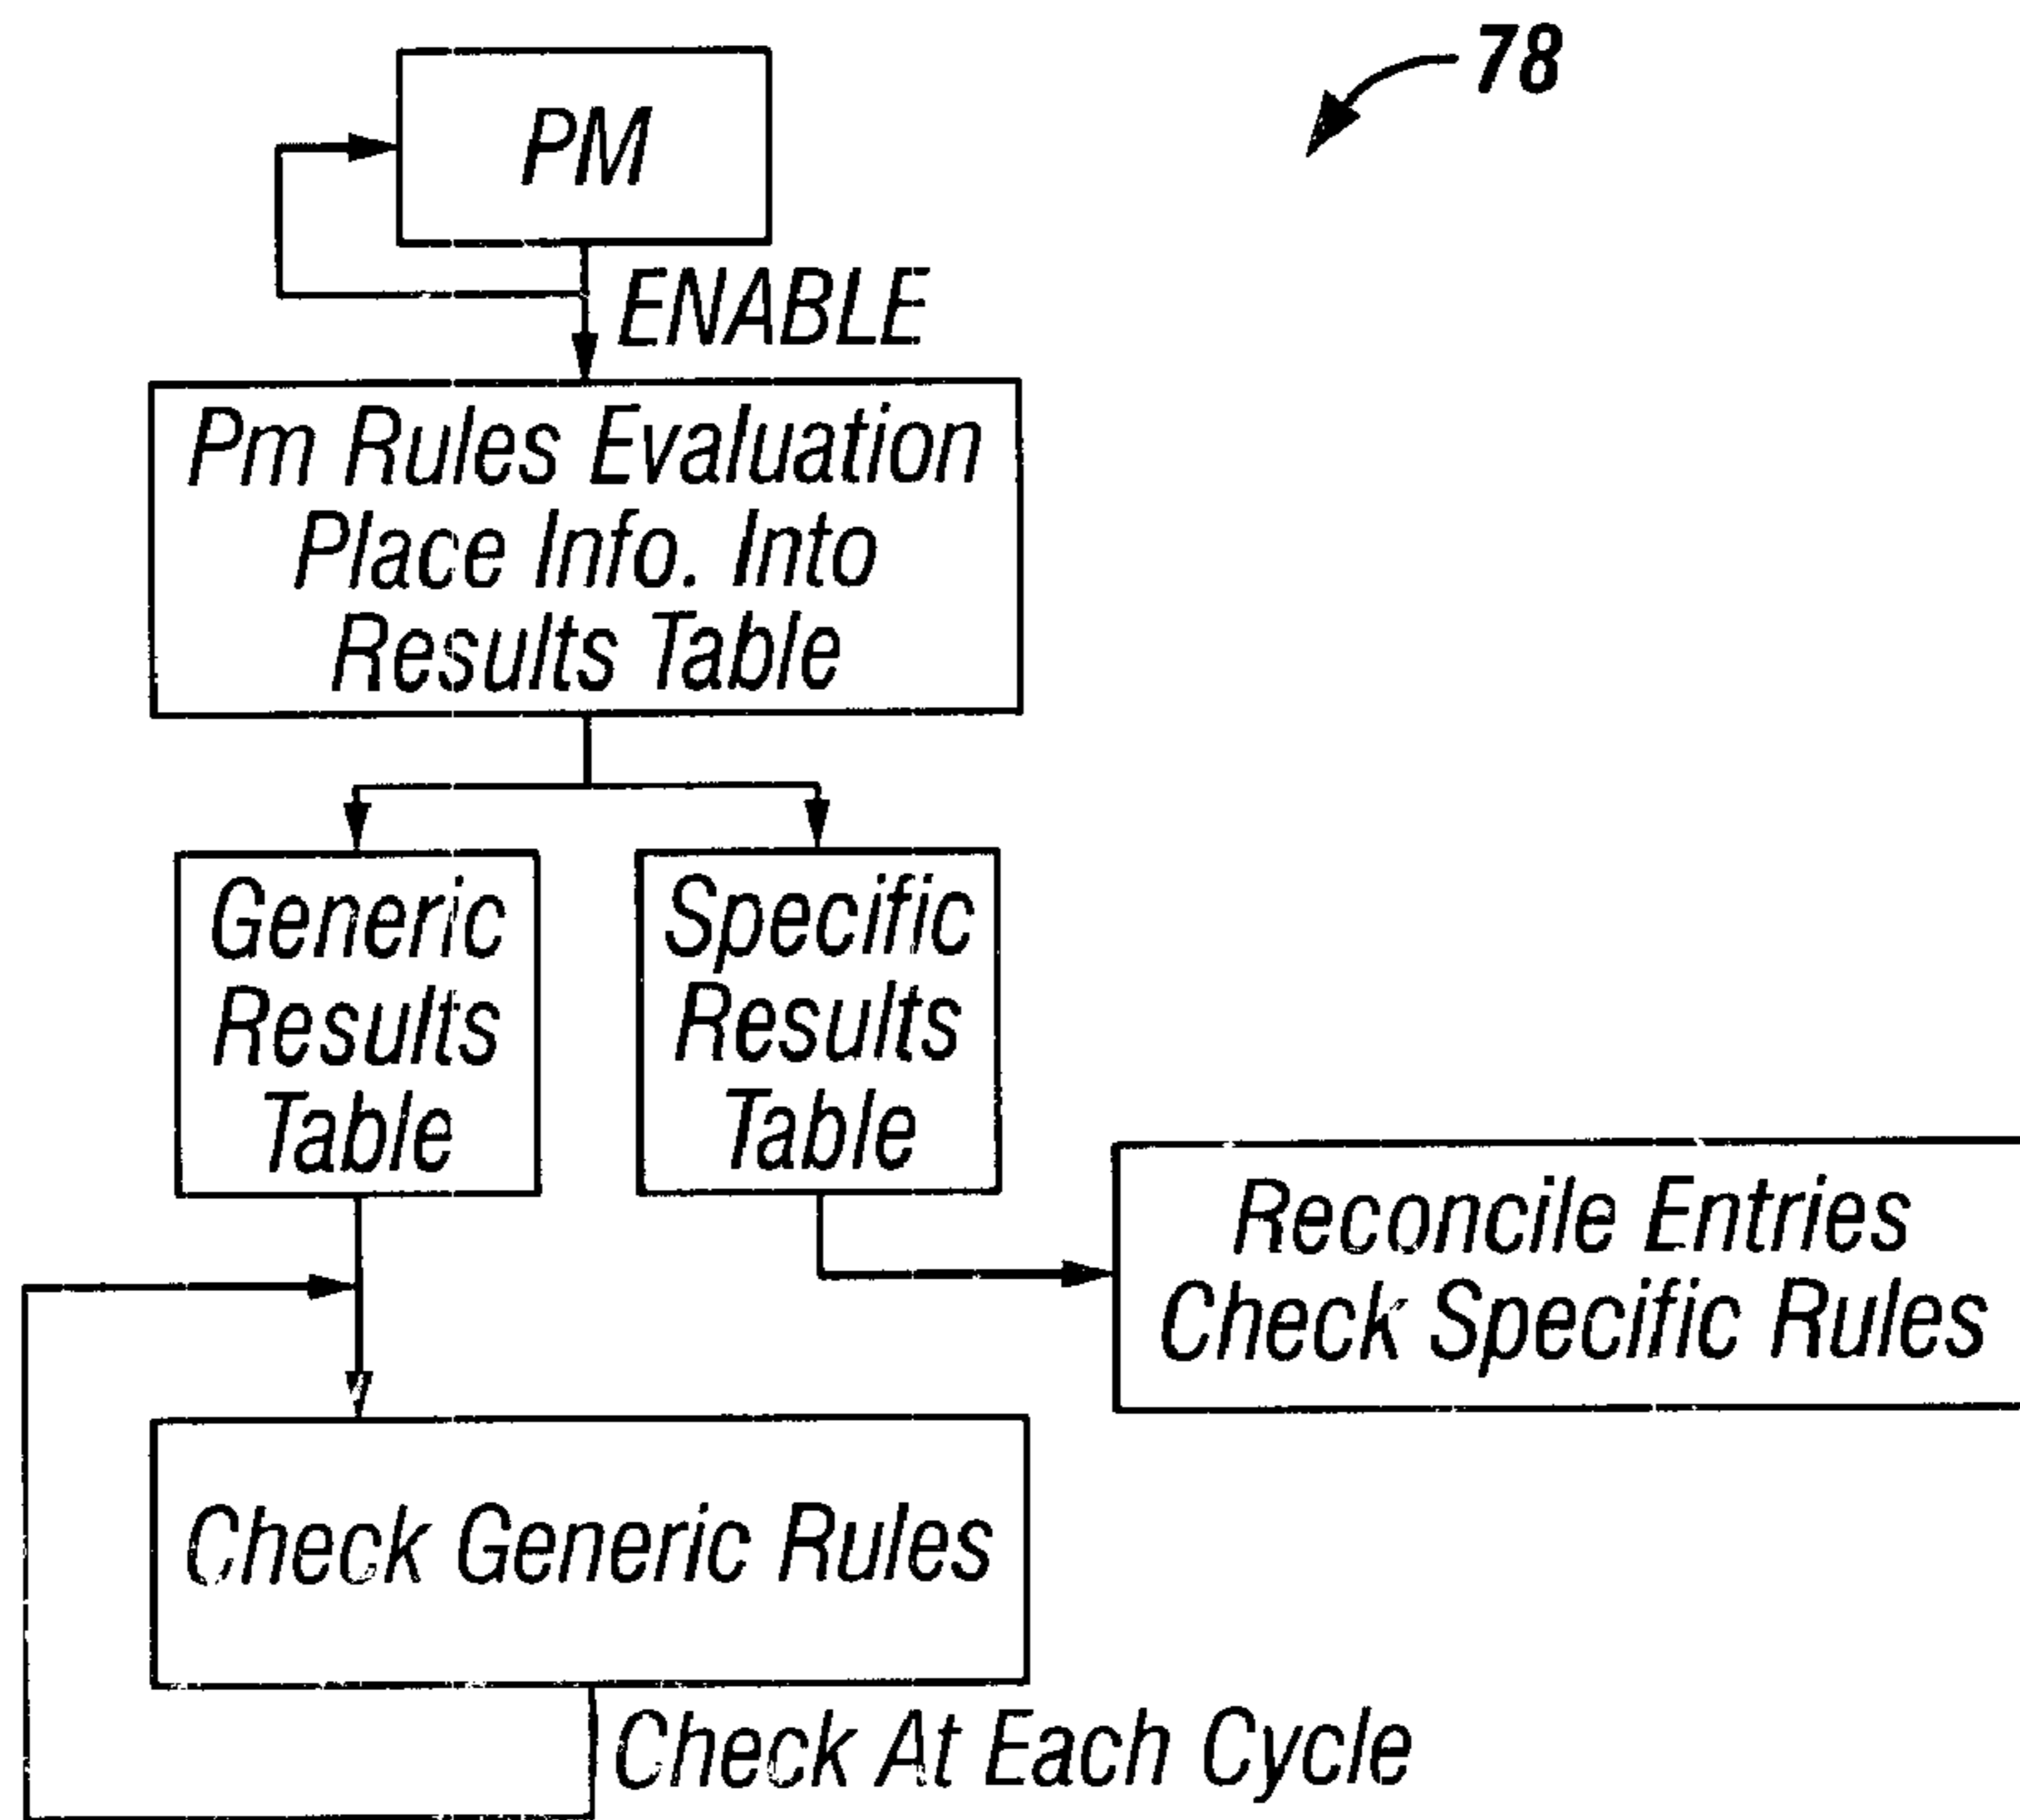 78
PM
ENABLE
Pm Rules Evaluation
Place Info. Into
Results Table
Generic
Results
Table
Specific
Results
Table
Reconcile Entries
Check Specific Rules
Check Generic Rules
Check At Each Cycle